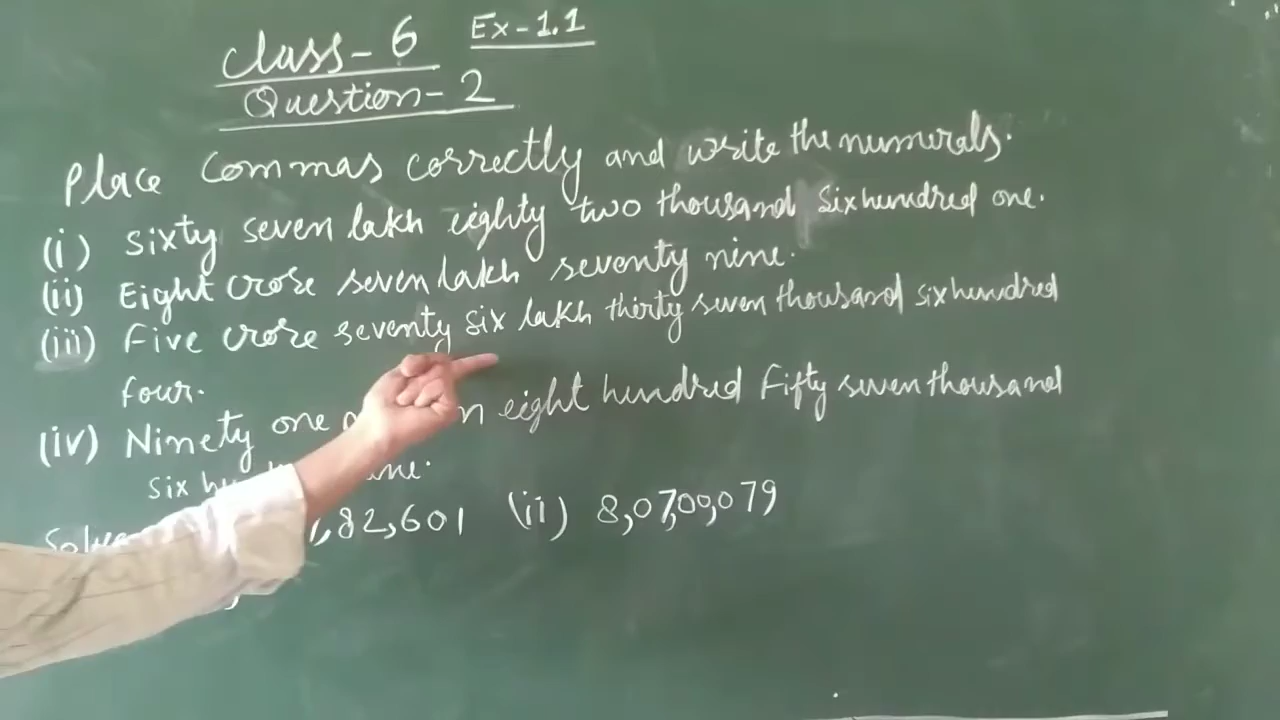 Class-6 Ex-1.1
Question-2
Place commas correctly and write the numerals.
(i) Sixty seven lakh eighty two thousand Six hundred one.
(ii) Eight crore seven lakh seventy nine.
(iii) Five crore seventy six lakh thirty seven thousand six hundred
four.
(iv) Ninety one eight hundred Fifty seven thousand
six
,82,601 (ii) 8,07,00,079